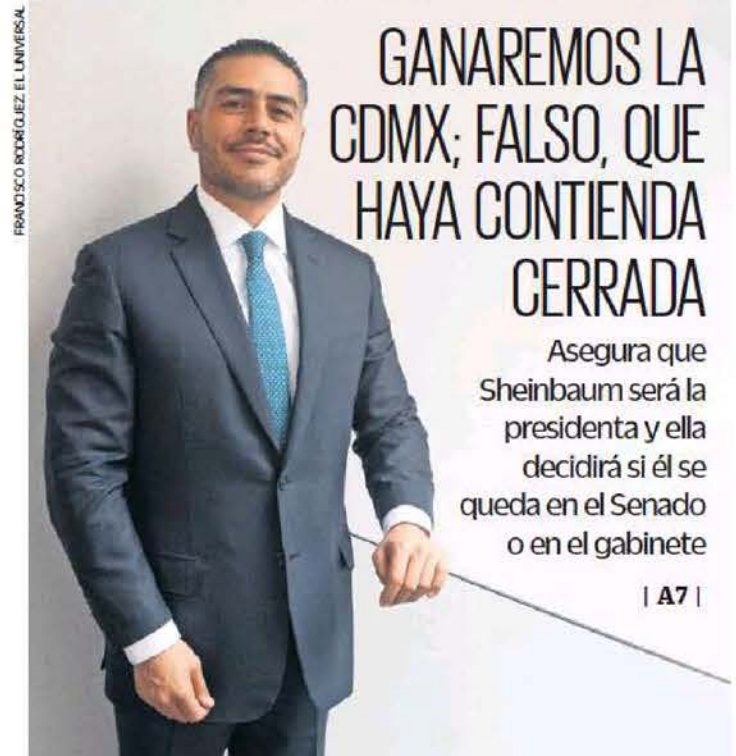 FRANCISCO RODRÍGUEZ EL UNIVERSAL
GANAREMOS LA
CDMX; FALSO, QUE
HAYA CONTIENDA
CERRADA
Asegura que
Sheinbaum será la
presidenta y ella
decidirá si él se
queda en el Senado
o en el gabinete
| A7 |